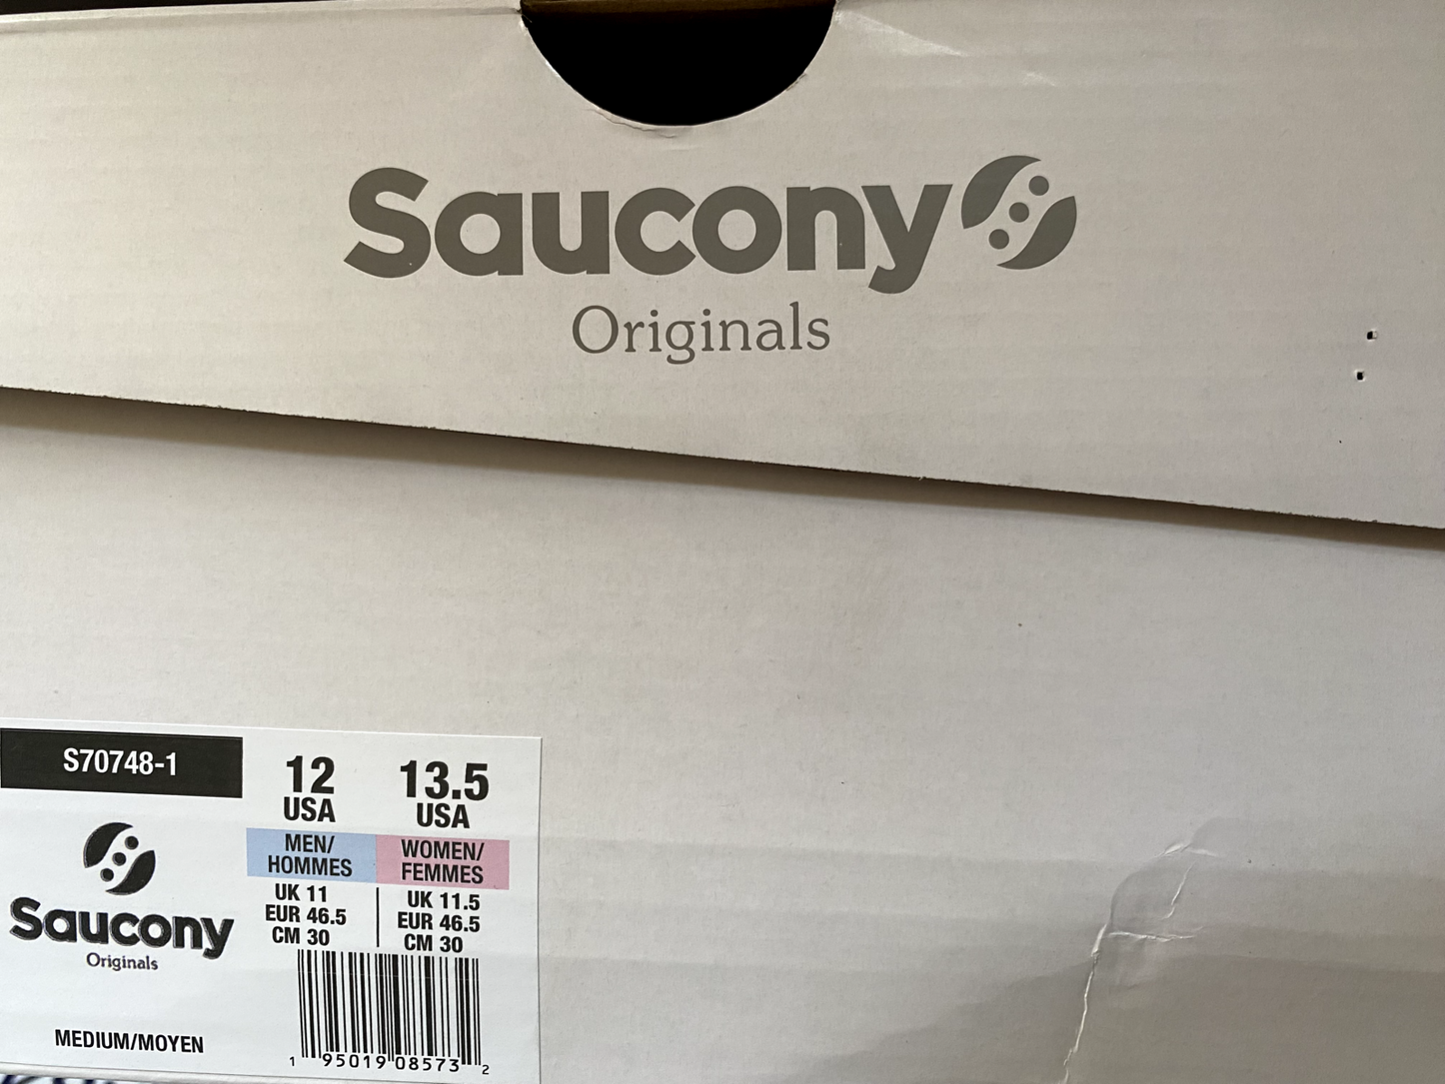 Saucony
Originals
S70748-1
Saucony
Originals
MEDIUM/MOYEN
12
USA
MEN/
HOMMES
UK 11
EUR 46.5
CM 30
13.5
USA
WOMEN/
FEMMES
UK 11.5
EUR 46.5
CM 30
1 95019 08573 2